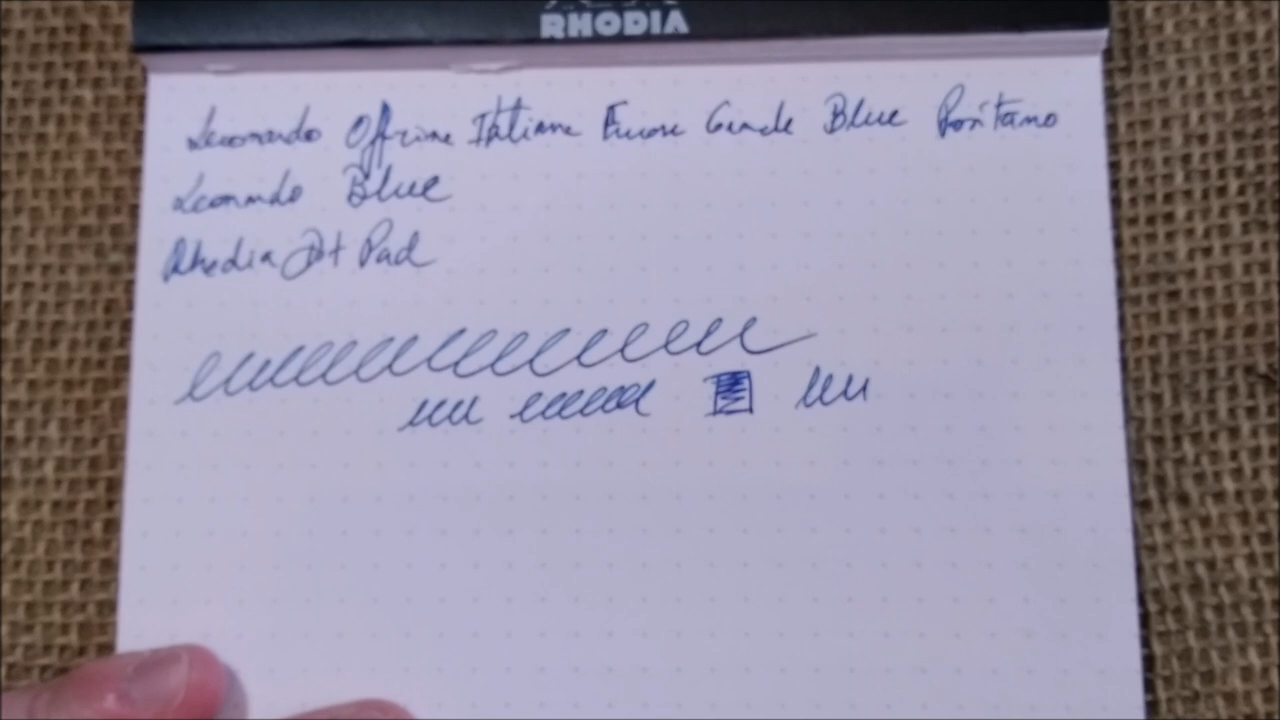 RHODIA
Leonardo Officina Italiana Furore Grande Blue Positano
Leonardo Blue
Rhodia Dot Pad